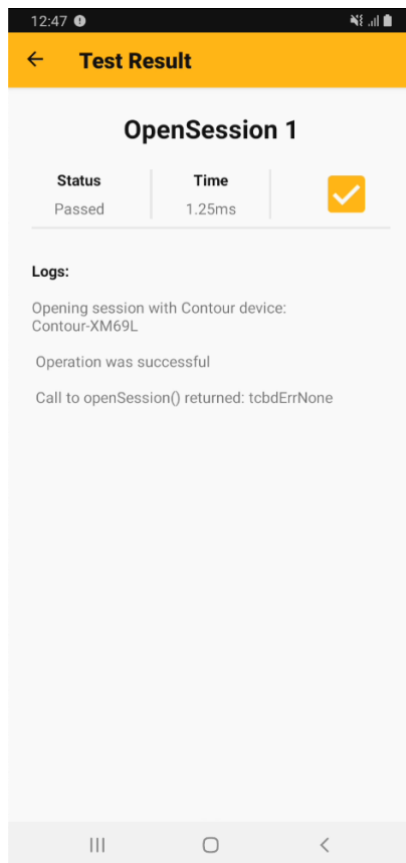 12:47
Test Result
OpenSession 1
Status Time
Passed 1.25ms
Logs:
Opening session with Contour device:
Contour-XM69L
Operation was successful
Call to openSession() returned: tcbdErrNone